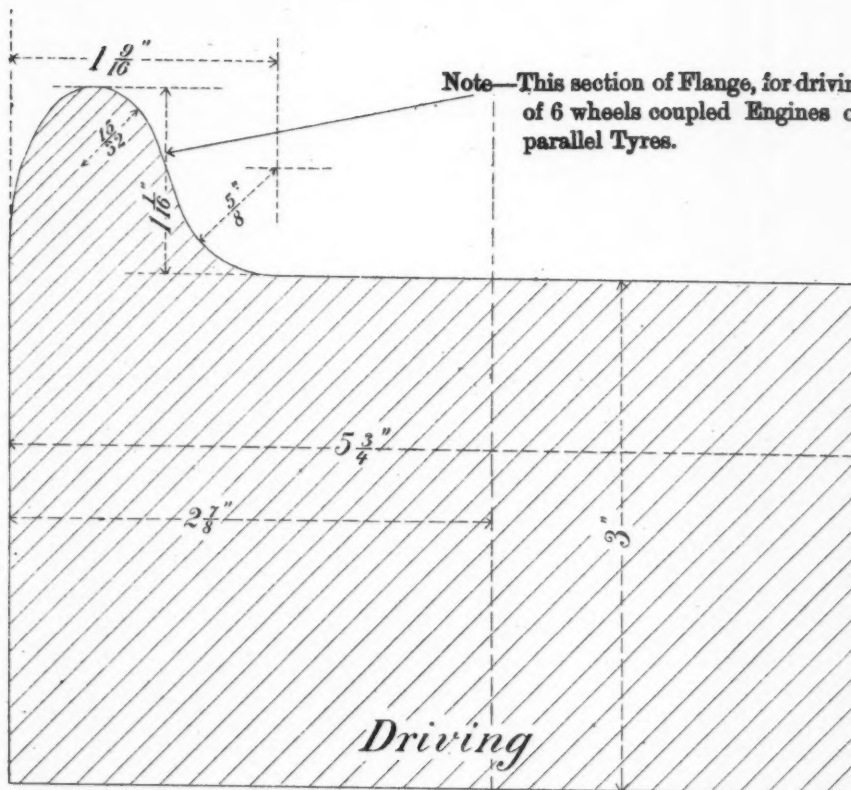 1 9/16"
Note—This section of Flange, for
of 6 wheels coupled Engines
parallel Tyres.
15/32
1 1/16"
5/8"
5 3/4"
2 7/8"
3"
Driving